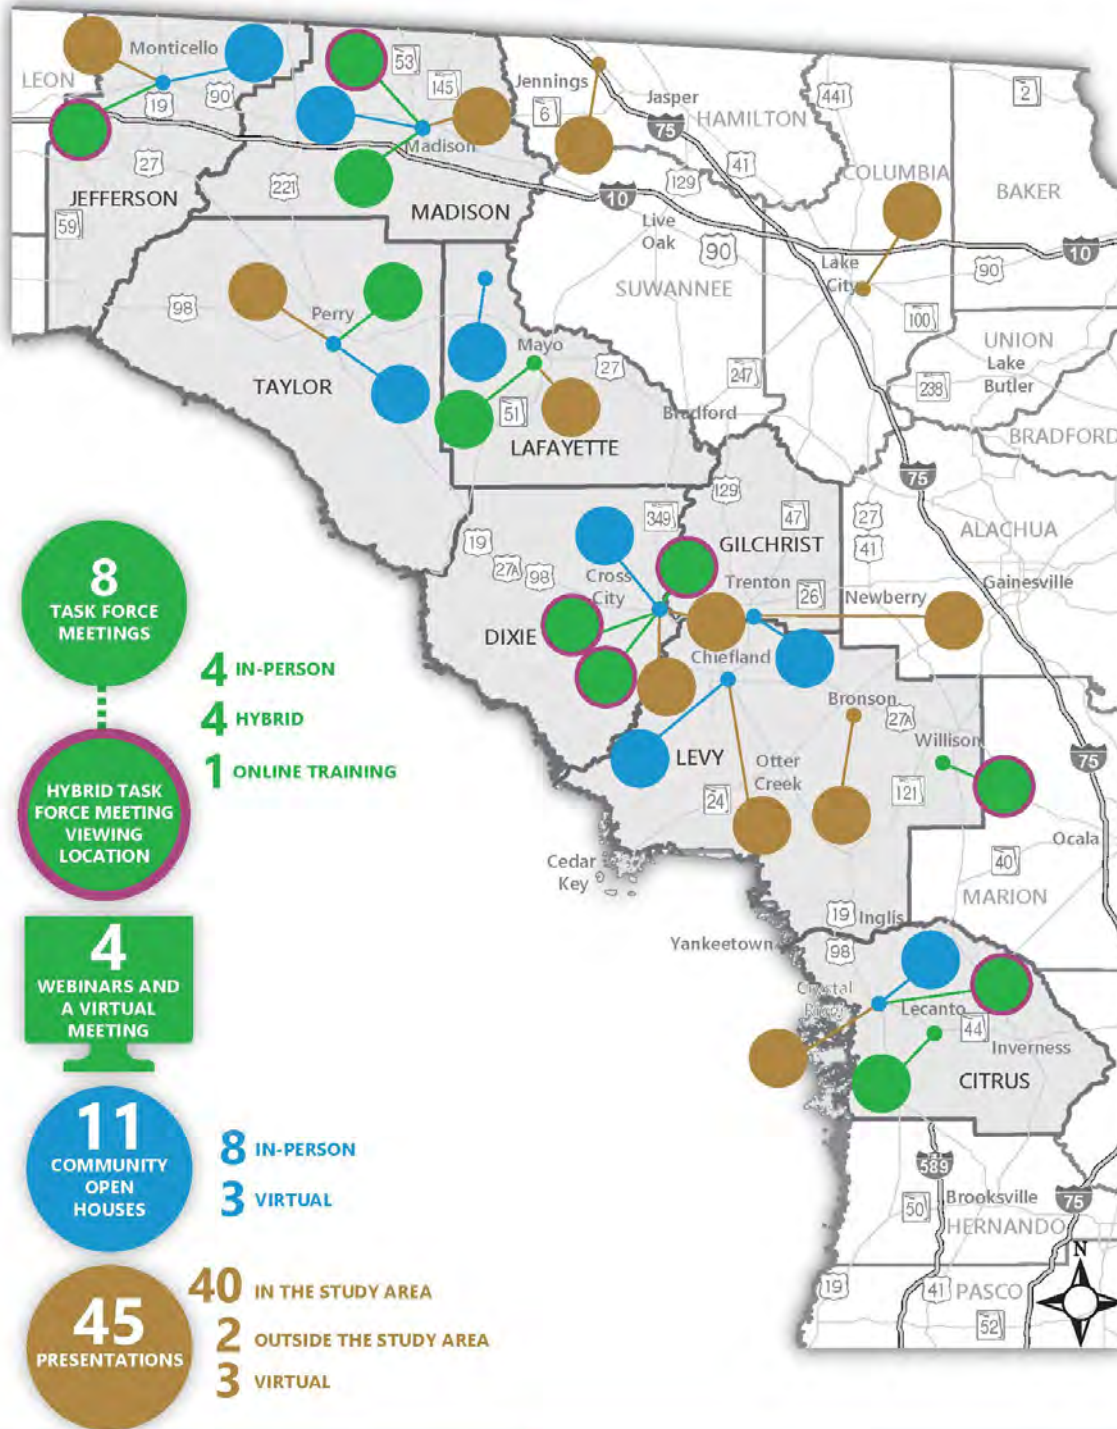 Monticello
LEON
19
90
53
145
Madison
Jennings
6
Jasper
75
HAMILTON
441
2
27
221
JEFFERSON
MADISON
59
10
41
129
COLUMBIA
BAKER
Live
Oak
90
SUWANNEE
Lake
City
10
90
100
98
Perry
TAYLOR
Mayo
27
51
LAFAYETTE
247
Bradford
UNION
Lake
Butler
238
BRADFORD
75
129
349
47
GILCHRIST
27
41
ALACHUA
Gainesville
19
27A
98
Cross
City
Trenton
26
Newberry
DIXIE
Chiefland
Bronson
27A
Willison
LEVY
Otter
Creek
24
121
75
Ocala
Cedar
Key
40
MARION
19
Inglis
Yankeetown
98
Crystal
River
Lecanto
44
Inverness
CITRUS
589
Brooksville
50
75
HERNANDO
19
41
PASCO
52
N
8
TASK FORCE
MEETINGS
4 IN-PERSON
4 HYBRID
1 ONLINE TRAINING
HYBRID TASK
FORCE MEETING
VIEWING
LOCATION
4
WEBINARS AND
A VIRTUAL
MEETING
11
COMMUNITY
OPEN
HOUSES
8 IN-PERSON
3 VIRTUAL
45
PRESENTATIONS
40 IN THE STUDY AREA
2 OUTSIDE THE STUDY AREA
3 VIRTUAL